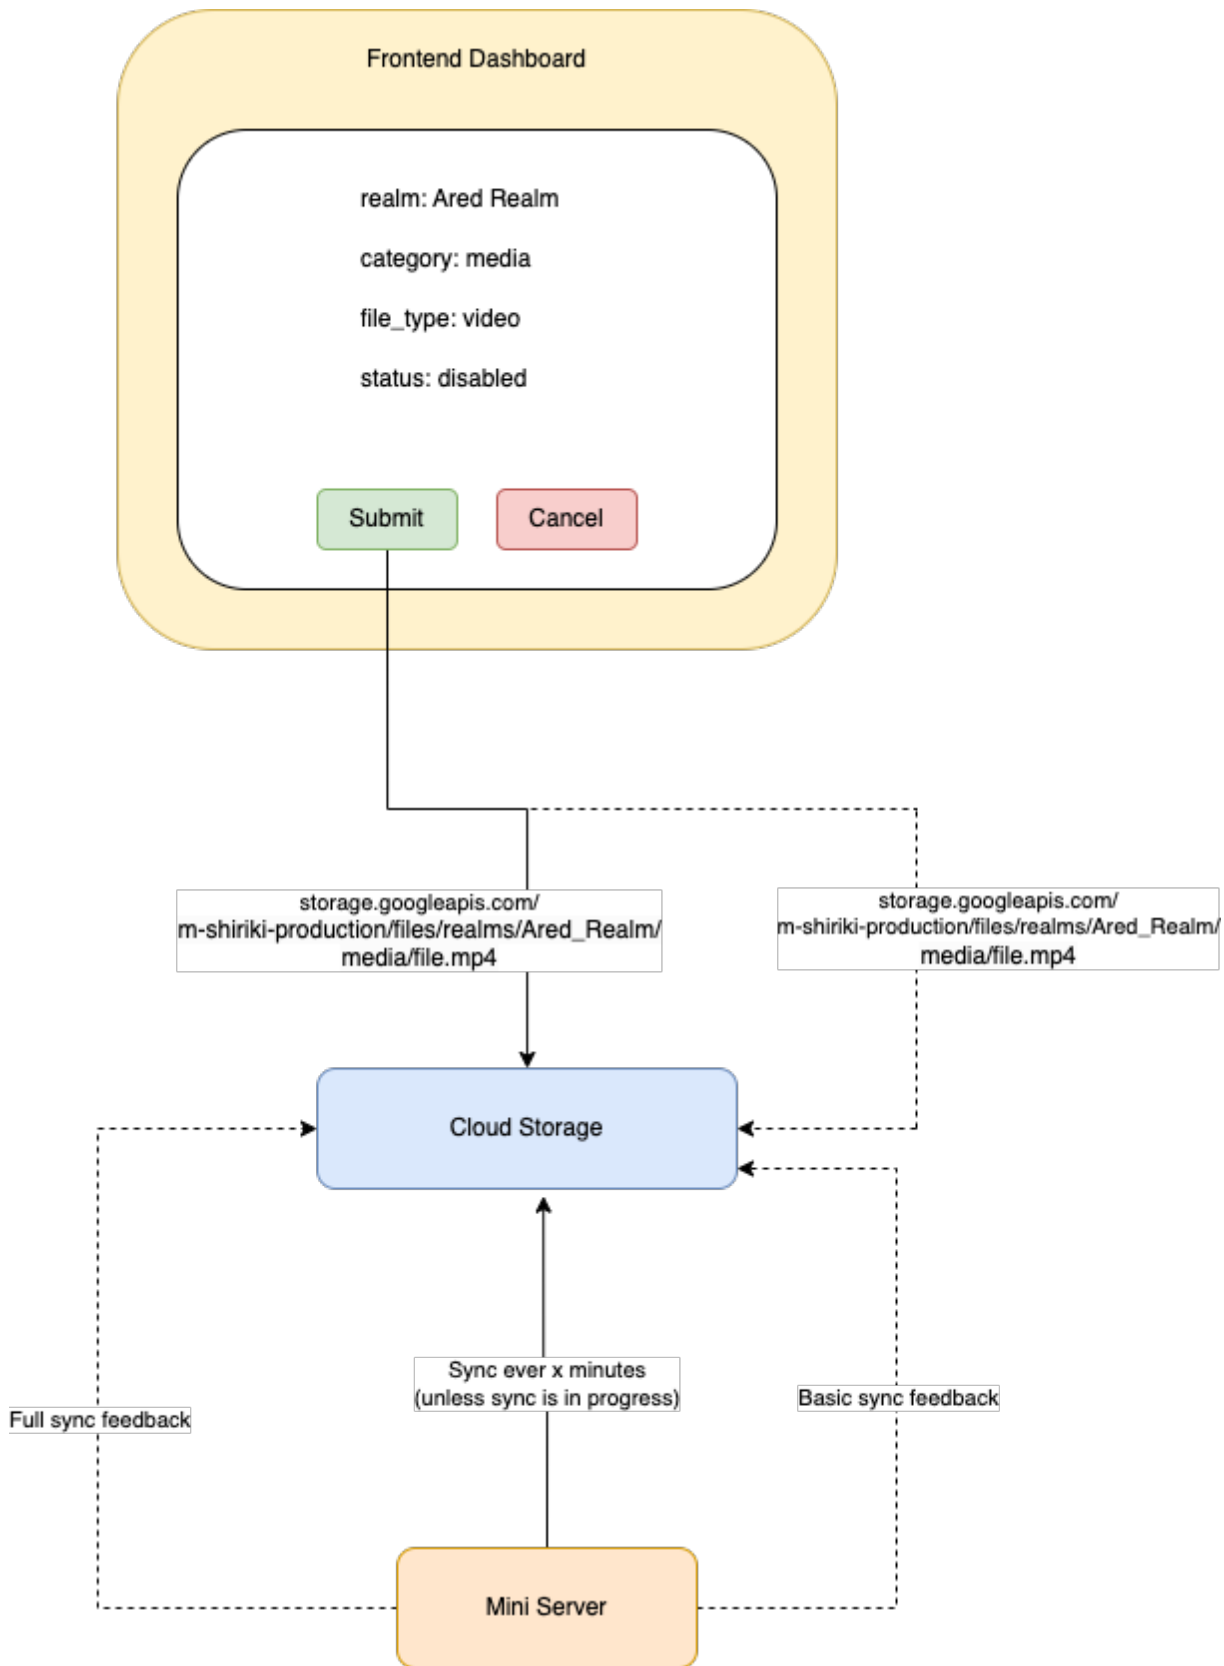 Frontend Dashboard
realm: Ared Realm
category: media
file_type: video
status: disabled
Submit
Cancel
storage.googleapis.com/
m-shiriki-production/files/realms/Ared_Realm/
media/file.mp4
storage.googleapis.com/
m-shiriki-production/files/realms/Ared_Realm/
media/file.mp4
Cloud Storage
Sync ever x minutes
(unless sync is in progress)
Basic sync feedback
Full sync feedback
Mini Server